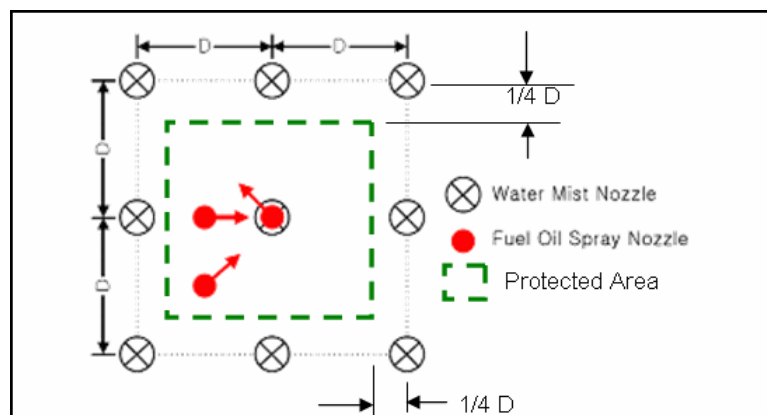 D D
1/4 D
D
Water Mist Nozzle
Fuel Oil Spray Nozzle
D
Protected Area
1/4 D